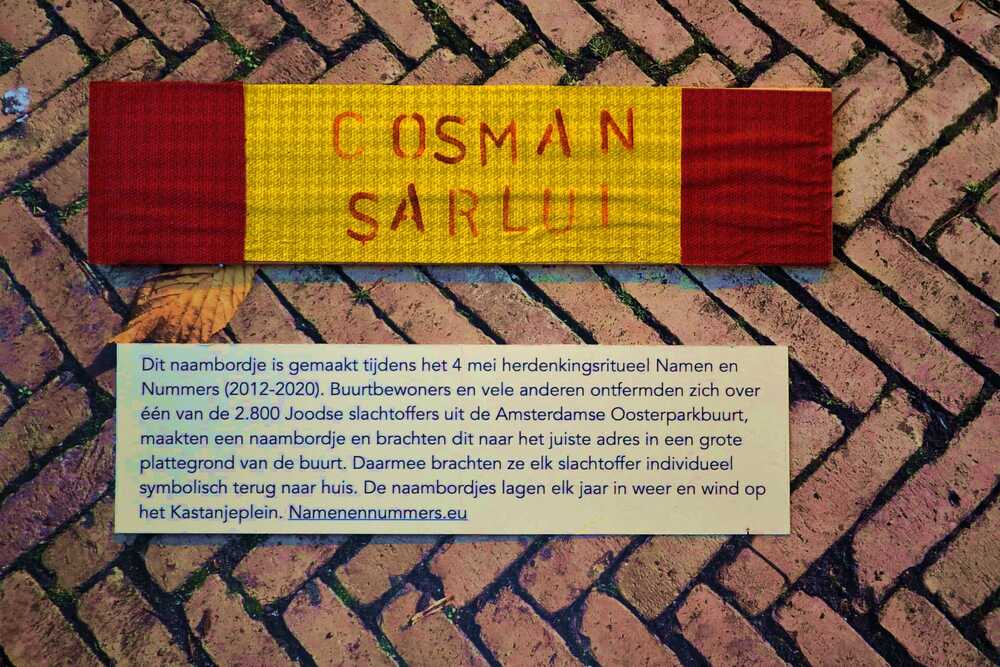 COSMAN
SARLUI
Dit naambordje is gemaakt tijdens het 4 mei herdenkingsritueel Namen en
Nummers (2012-2020). Buurtbewoners en vele anderen ontfermden zich over
één van de 2.800 Joodse slachtoffers uit de Amsterdamse Oosterparkbuurt,
maakten een naambordje en brachten dit naar het juiste adres in een grote
plattegrond van de buurt. Daarmee brachten ze elk slachtoffer individueel
symbolisch terug naar huis. De naambordjes lagen elk jaar in weer en wind op
het Kastanjeplein. Namenennummers.eu